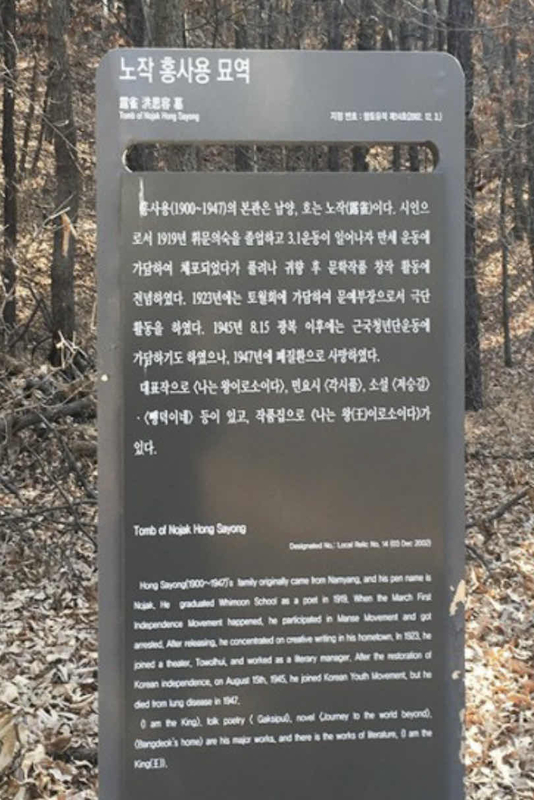 노작 홍사용 묘역
露雀 洪思容 墓
Tomb of Nojak Hong Sayong
지정 번호 : 향토유적 제14호(2002. 12. 3.)
홍사용(1900~1947)의 본관은 남양, 호는 노작(露雀)이다. 시인으
로서 1919년 휘문의숙을 졸업하고 3.1운동이 일어나자 만세 운동에
가담하여 체포되었다가 풀려나 귀향 후 문학작품 창작 활동에
전념하였다. 1923년에는 토월회에 가담하여 문예부장으로서 극단
활동을 하였다. 1945년 8.15 광복 이후에는 근국청년단운동에
가담하기도 하였으나, 1947년에 폐질환으로 사망하였다.
대표작으로 〈나는 왕이로소이다〉, 민요시 〈각시풀〉, 소설 〈저승길〉
· 〈뺑덕이네〉 등이 있고, 작품집으로 〈나는 왕(王)이로소이다〉가
있다.
Tomb of Nojak Hong Sayong
Designated No.: Local Relic No. 14 (03 Dec 2002)
Hong Sayong(1900~1947)'s family originally came from Namyang, and his pen name is
Nojak. He graduated Whimoon School as a poet in 1919. When the March First
Independence Movement happened, he participated in Manse Movement and got
arrested. After releasing, he concentrated on creative writing in his hometown. In 1923, he
joined a theater, Towolhui, and worked as a literary manager. After the restoration of
Korean independence, on August 15th, 1945, he joined Korean Youth Movement, but he
died from lung disease in 1947.
〈I am the King〉, folk poetry 〈 Gaksipul〉, novel 〈Journey to the world beyond〉,
〈Bangdeok's home〉 are his major works, and there is the works of literature, 〈I am the
King(王)〉.